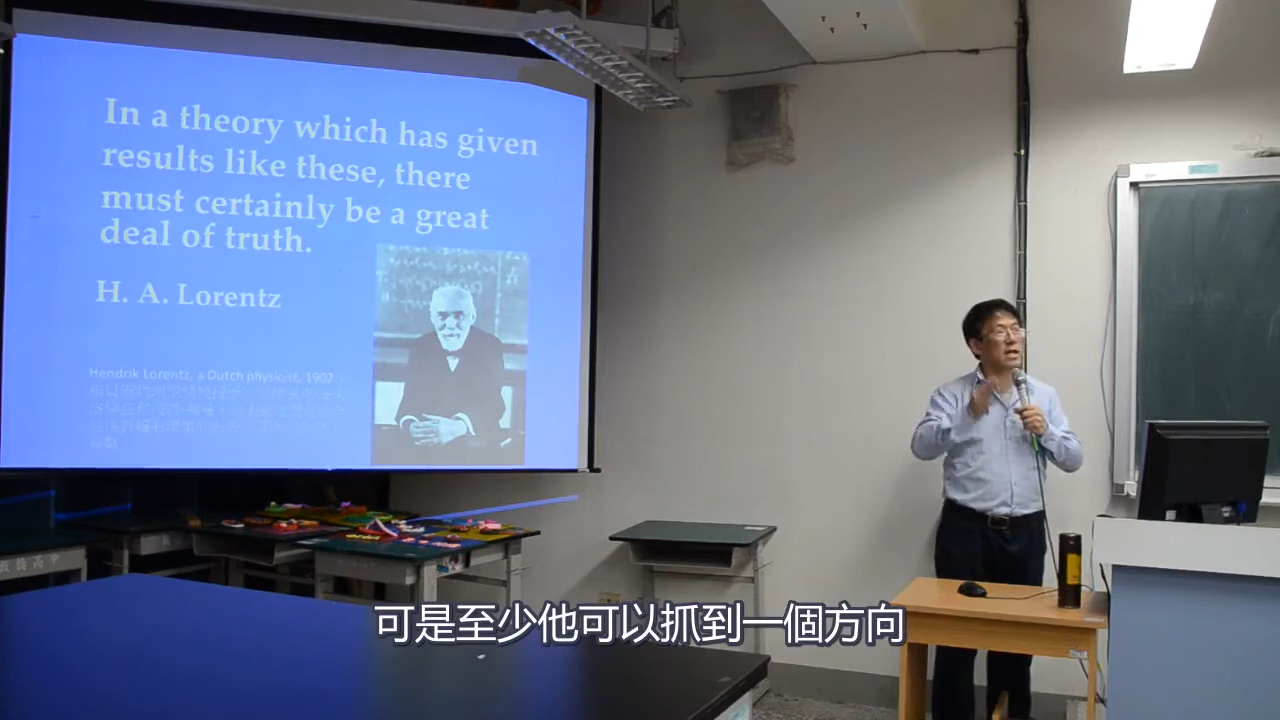 In a theory which has given
results like these, there
must certainly be a great
deal of truth.
H. A. Lorentz
Hendrik Lorentz, a Dutch physicist, 1902
可是至少他可以抓到一個方向